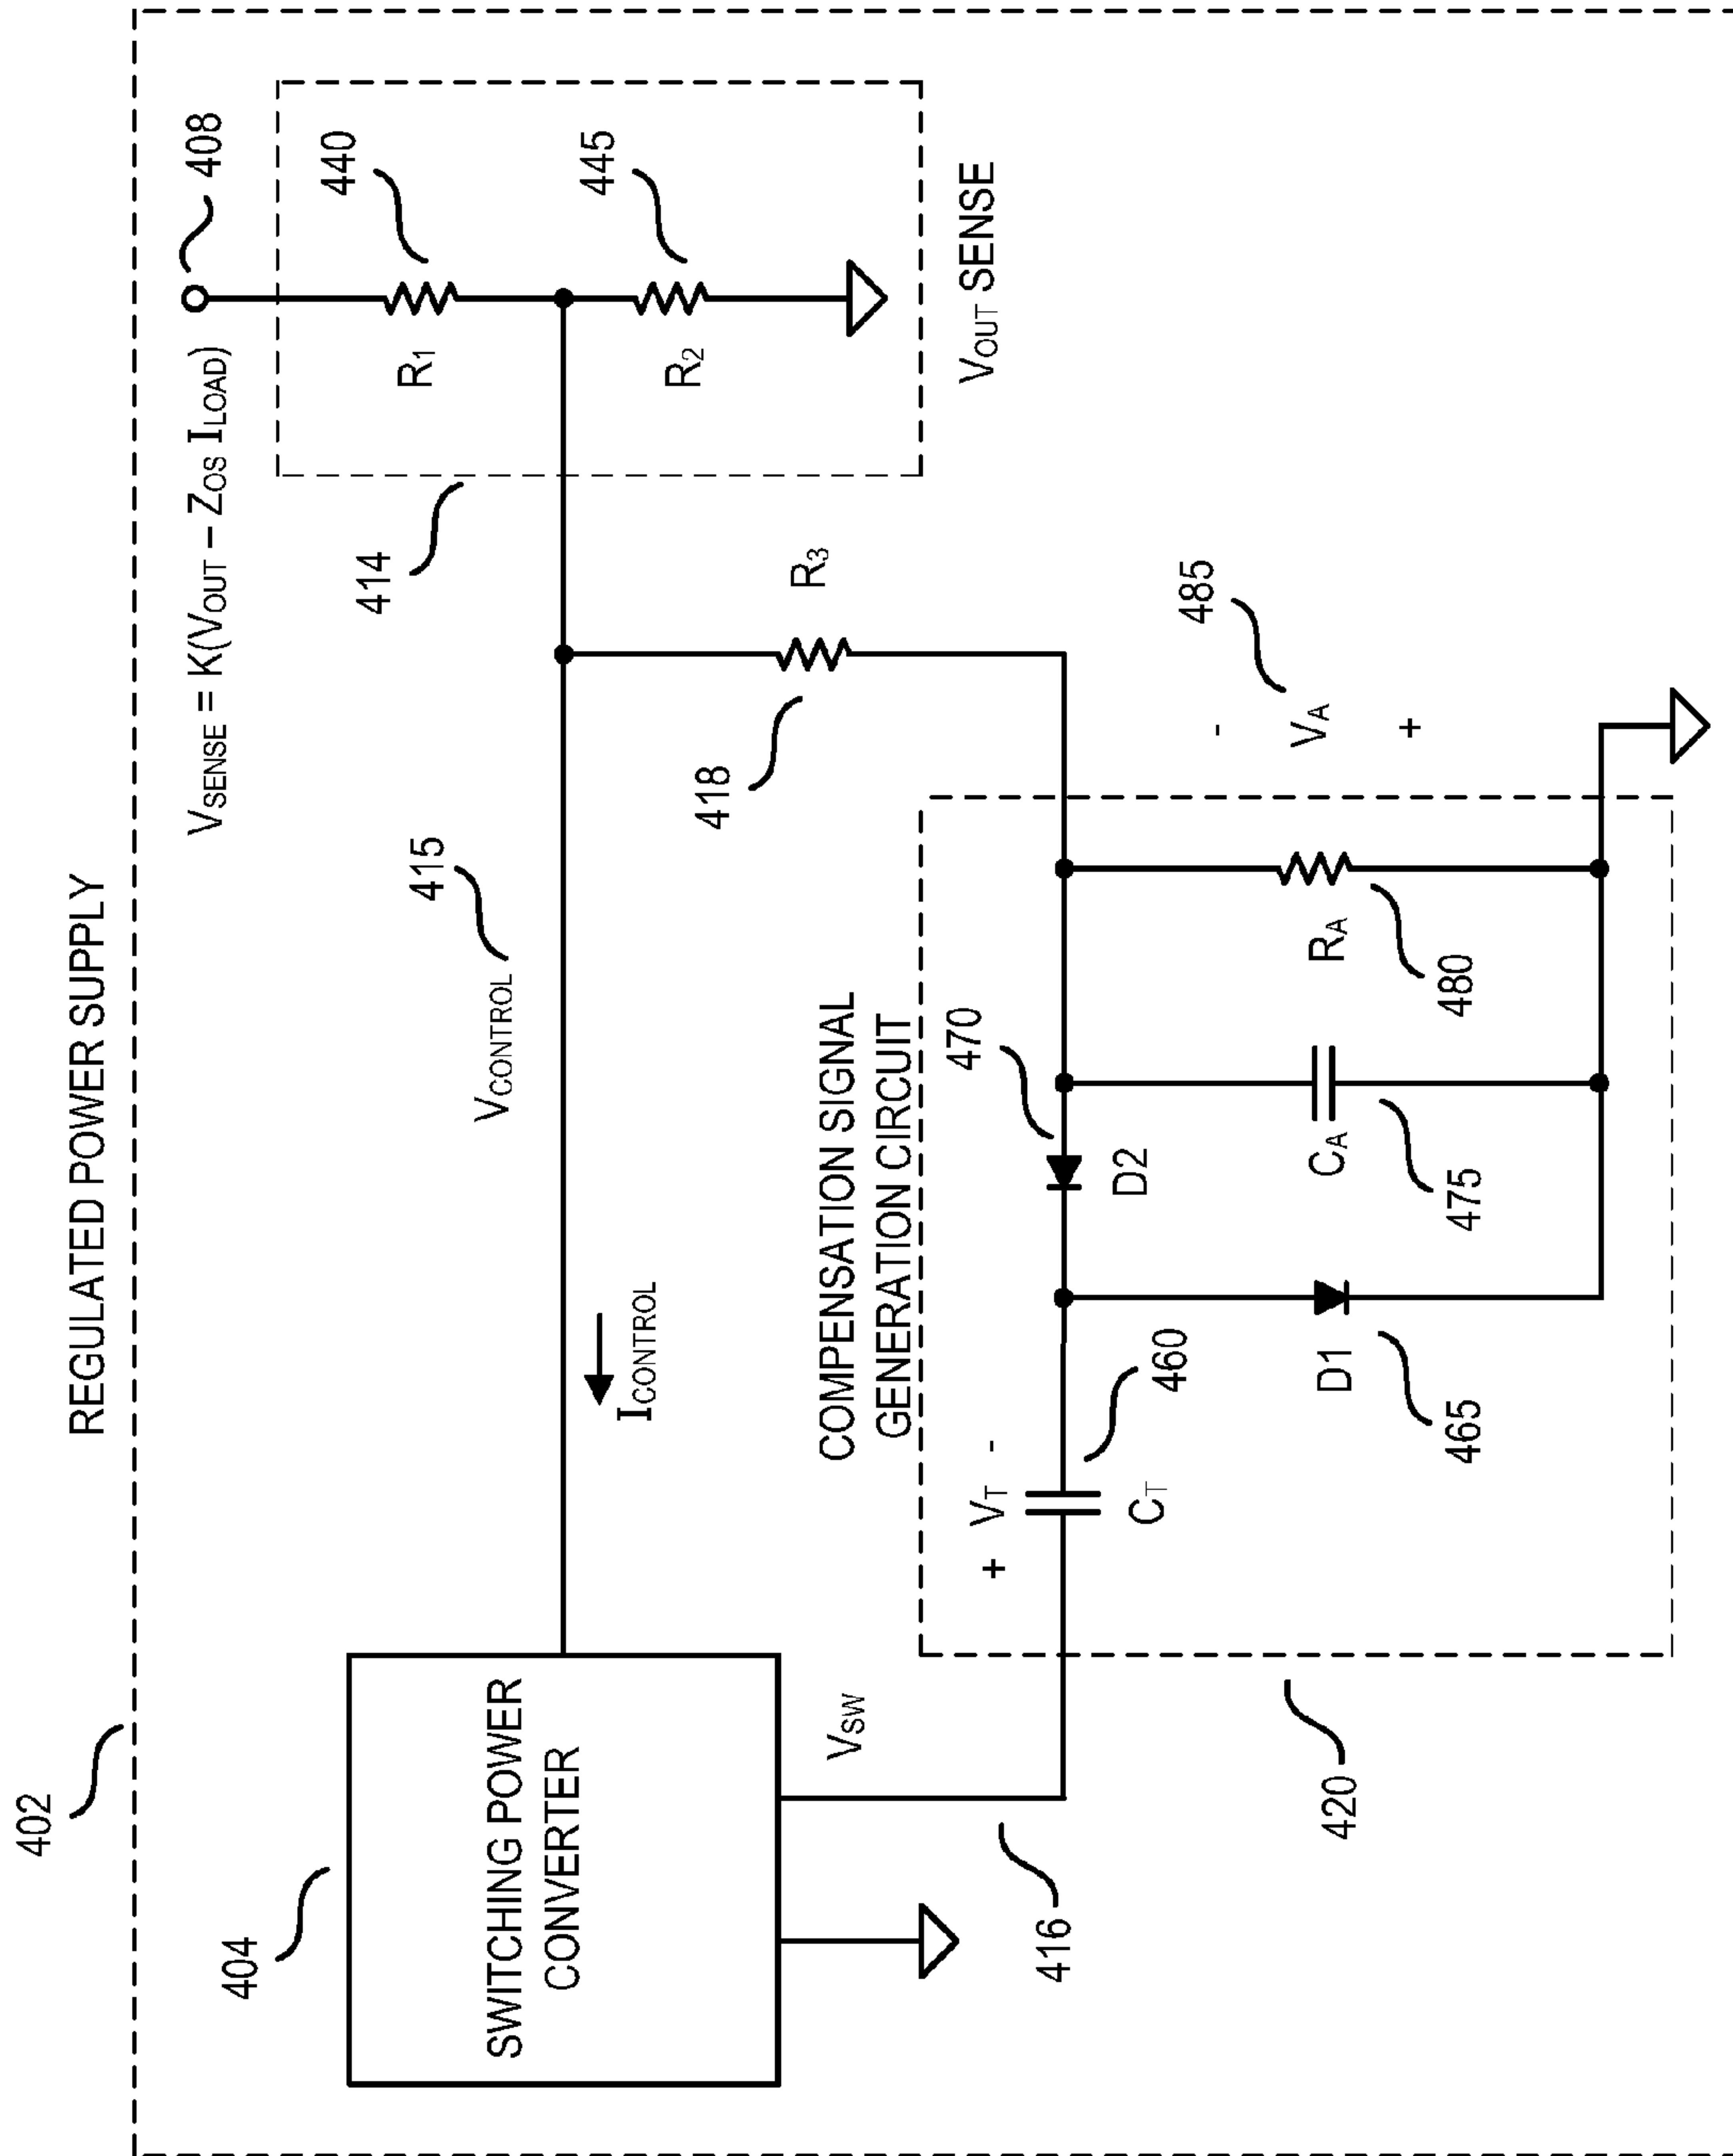 REGULATED POWER SUPPLY
402
404
SWITCHING POWER
CONVERTER
V_SENSE = K(V_OUT – Z_OS I_LOAD)
408
440
R1
414
445
R2
V_OUT SENSE
415
V_CONTROL
I_CONTROL
R3
418
V_SW
416
COMPENSATION SIGNAL
GENERATION CIRCUIT
+ V_T -
C_T
460
470
D2
D1
465
C_A
475
R_A
480
485
-
V_A
+
420